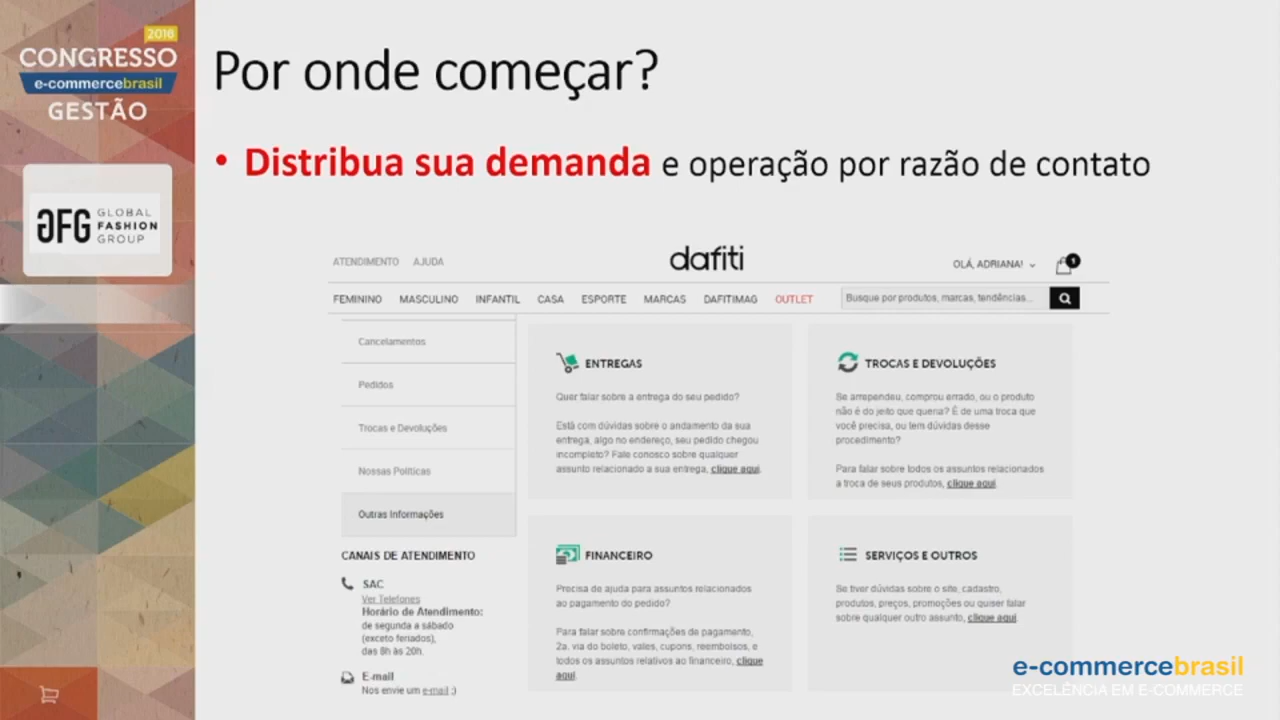 2016
CONGRESSO
e-commercebrasil
GESTÃO
GFG GLOBAL
FASHION
GROUP
Por onde começar?
• Distribua sua demanda e operação por razão de contato
ATENDIMENTO AJUDA
dafiti
OLÁ, ADRIANA!
1
FEMININO MASCULINO INFANTIL CASA ESPORTE MARCAS DAFITIMAG OUTLET
Busque por produtos, marcas, tendências...
Cancelamentos
Pedidos
Trocas e Devoluções
Nossas Políticas
Outras Informações
CANAIS DE ATENDIMENTO
SAC
Ver Telefones
Horário de Atendimento:
de segunda a sábado
(exceto feriados),
das 8h às 20h.
E-mail
Nos envie um e-mail ;)
ENTREGAS
Quer falar sobre a entrega do seu pedido?
Está com dúvidas sobre o andamento da sua
entrega, algo no endereço, seu pedido chegou
incompleto? Fale conosco sobre qualquer
assunto relacionado a sua entrega, clique aqui.
TROCAS E DEVOLUÇÕES
Se arrependeu, comprou errado, ou o produto
não é do jeito que queria? É de uma troca que
você precisa, ou tem dúvidas desse
procedimento?
Para falar sobre todos os assuntos relacionados
a troca de seus produtos, clique aqui.
FINANCEIRO
Precisa de ajuda para assuntos relacionados
ao pagamento do pedido?
Para falar sobre confirmações de pagamento,
2a. via do boleto, vales, cupons, reembolsos, e
todos os assuntos relativos ao financeiro, clique
aqui.
SERVIÇOS E OUTROS
Se tiver dúvidas sobre o site, cadastro,
produtos, preços, promoções ou quiser falar
sobre qualquer outro assunto, clique aqui.
e-commercebrasil
EXCELÊNCIA EM E-COMMERCE